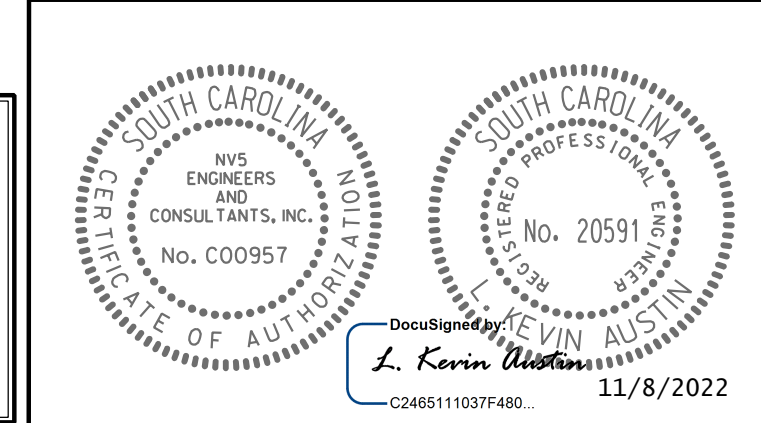 SOUTH CAROLINA
NV5
ENGINEERS
AND
CONSULTANTS, INC.
No. C00957
CERTIFICATE OF AUTHORIZATION
SOUTH CAROLINA
REGISTERED PROFESSIONAL ENGINEER
No. 20591
L. KEVIN AUSTIN
DocuSigned by:
L. Kevin Austin
11/8/2022
C2465111037F480...